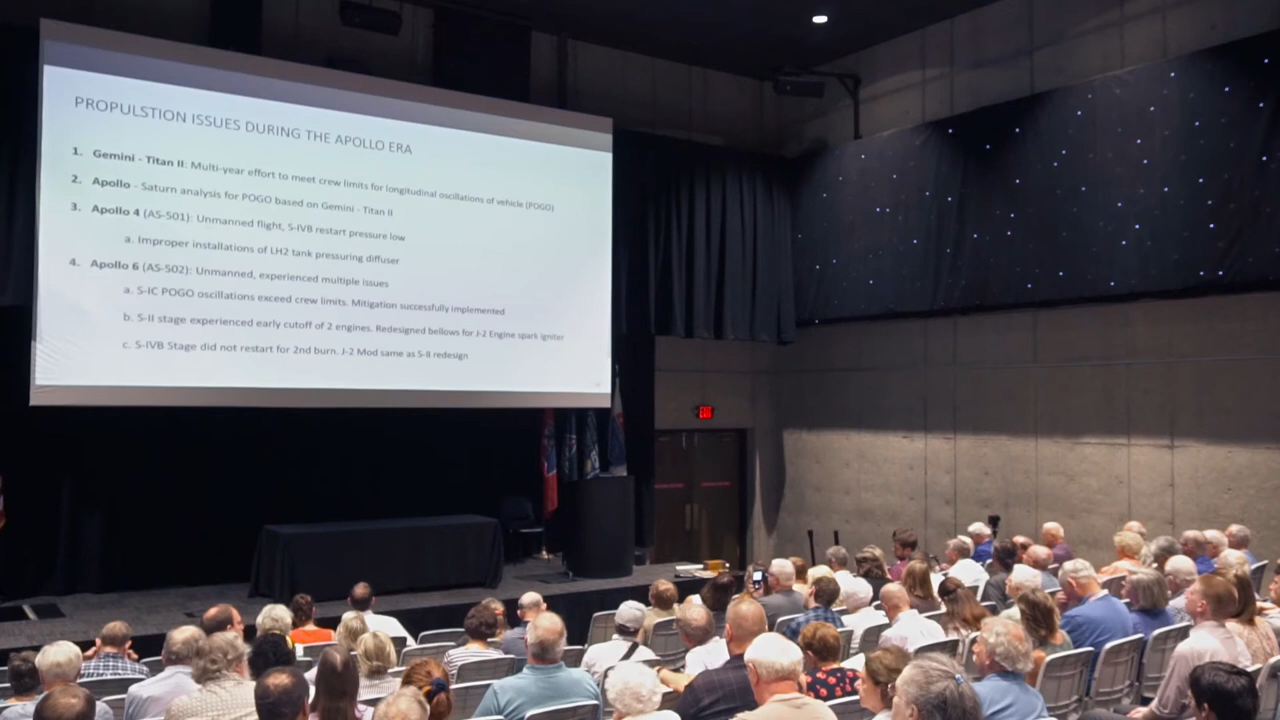 PROPULSTION ISSUES DURING THE APOLLO ERA
1. Gemini - Titan II: Multi-year effort to meet crew limits for longitudinal oscillations of vehicle (POGO)
2. Apollo - Saturn analysis for POGO based on Gemini - Titan II
3. Apollo 4 (AS-501): Unmanned flight, S-IVB restart pressure low
a. Improper installations of LH2 tank pressuring diffuser
4. Apollo 6 (AS-502): Unmanned, experienced multiple issues
a. S-IC POGO oscillations exceed crew limits. Mitigation successfully implemented
b. S-II stage experienced early cutoff of 2 engines. Redesigned bellows for J-2 Engine spark igniter
c. S-IVB Stage did not restart for 2nd burn. J-2 Mod same as S-II redesign
EXIT